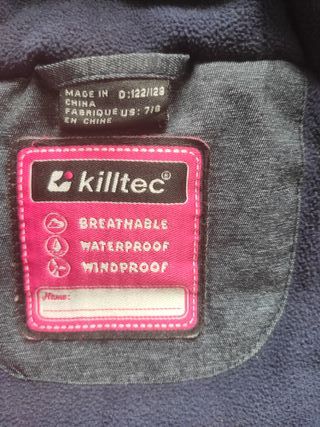 MADE IN D:122/128
CHINA
FABRIQUE US: 7/8
EN CHINE
killtec®
BREATHABLE
WATERPROOF
WINDPROOF
Name: